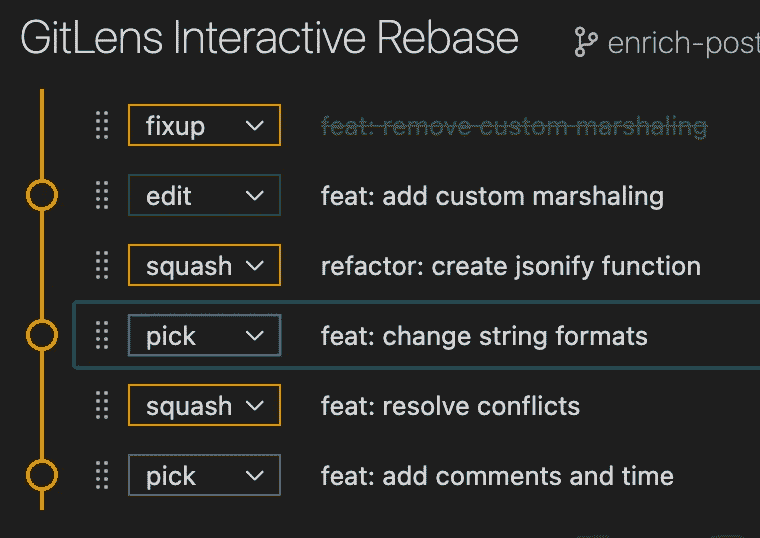 GitLens Interactive Rebase enrich-post
fixup feat: remove custom marshaling
edit feat: add custom marshaling
squash refactor: create jsonify function
pick feat: change string formats
squash feat: resolve conflicts
pick feat: add comments and time